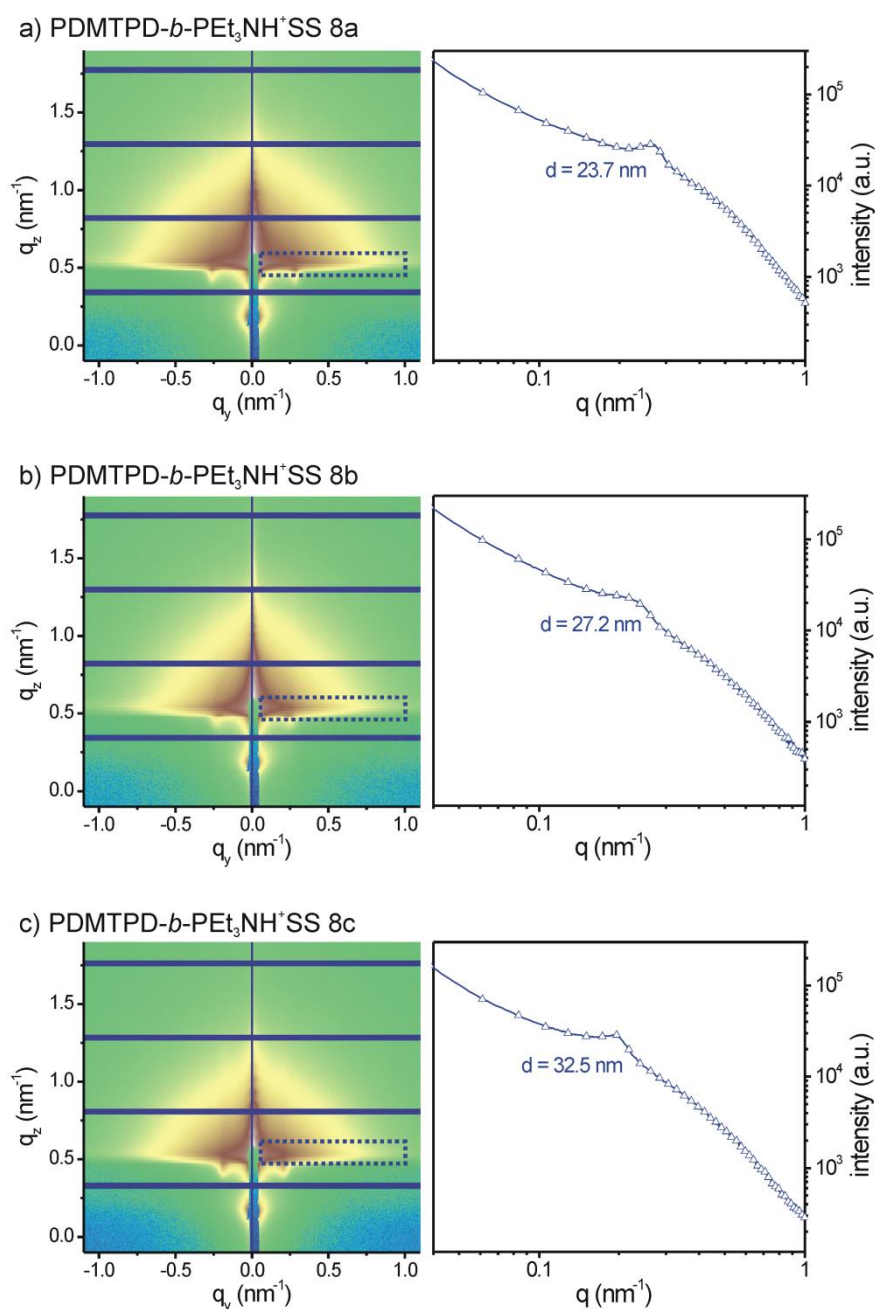 a) PDMTPD-b-PEt₃NH⁺SS 8a
1.5
1.0
0.5
0.0
q_z (nm⁻¹)
-1.0 -0.5 0.0 0.5 1.0
q_y (nm⁻¹)
d = 23.7 nm
10⁵
10⁴
10³
intensity (a.u.)
0.1 1
q (nm⁻¹)
b) PDMTPD-b-PEt₃NH⁺SS 8b
1.5
1.0
0.5
0.0
q_z (nm⁻¹)
-1.0 -0.5 0.0 0.5 1.0
q_y (nm⁻¹)
d = 27.2 nm
10⁵
10⁴
10³
intensity (a.u.)
0.1 1
q (nm⁻¹)
c) PDMTPD-b-PEt₃NH⁺SS 8c
1.5
1.0
0.5
0.0
q_z (nm⁻¹)
-1.0 -0.5 0.0 0.5 1.0
q_y (nm⁻¹)
d = 32.5 nm
10⁵
10⁴
10³
intensity (a.u.)
0.1 1
q (nm⁻¹)